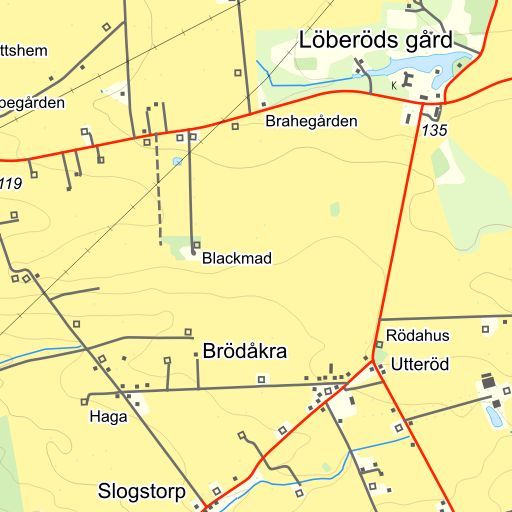 Löberöds gård
ttshem
K
begården
Brahegården
135
119
Blackmad
Rödahus
Brödåkra
Utteröd
Haga
Slogstorp